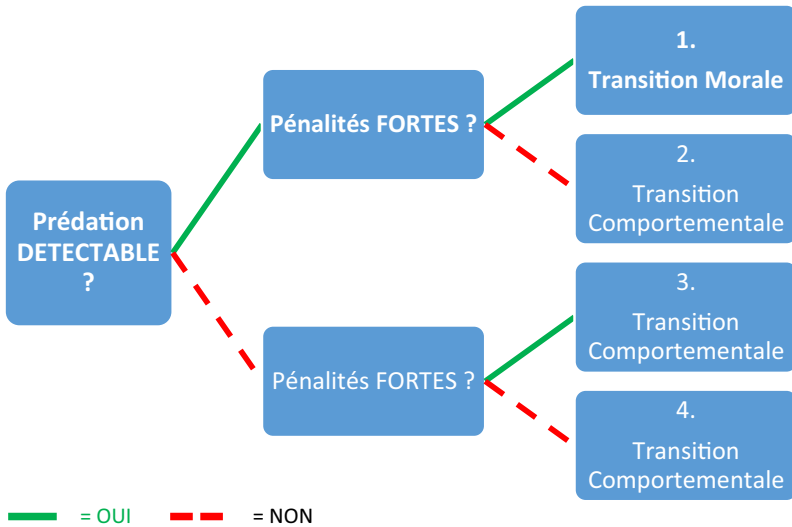 Prédation
DETECTABLE
?
Pénalités FORTES ?
Pénalités FORTES ?
1.
Transition Morale
2.
Transition
Comportementale
3.
Transition
Comportementale
4.
Transition
Comportementale
= OUI
= NON